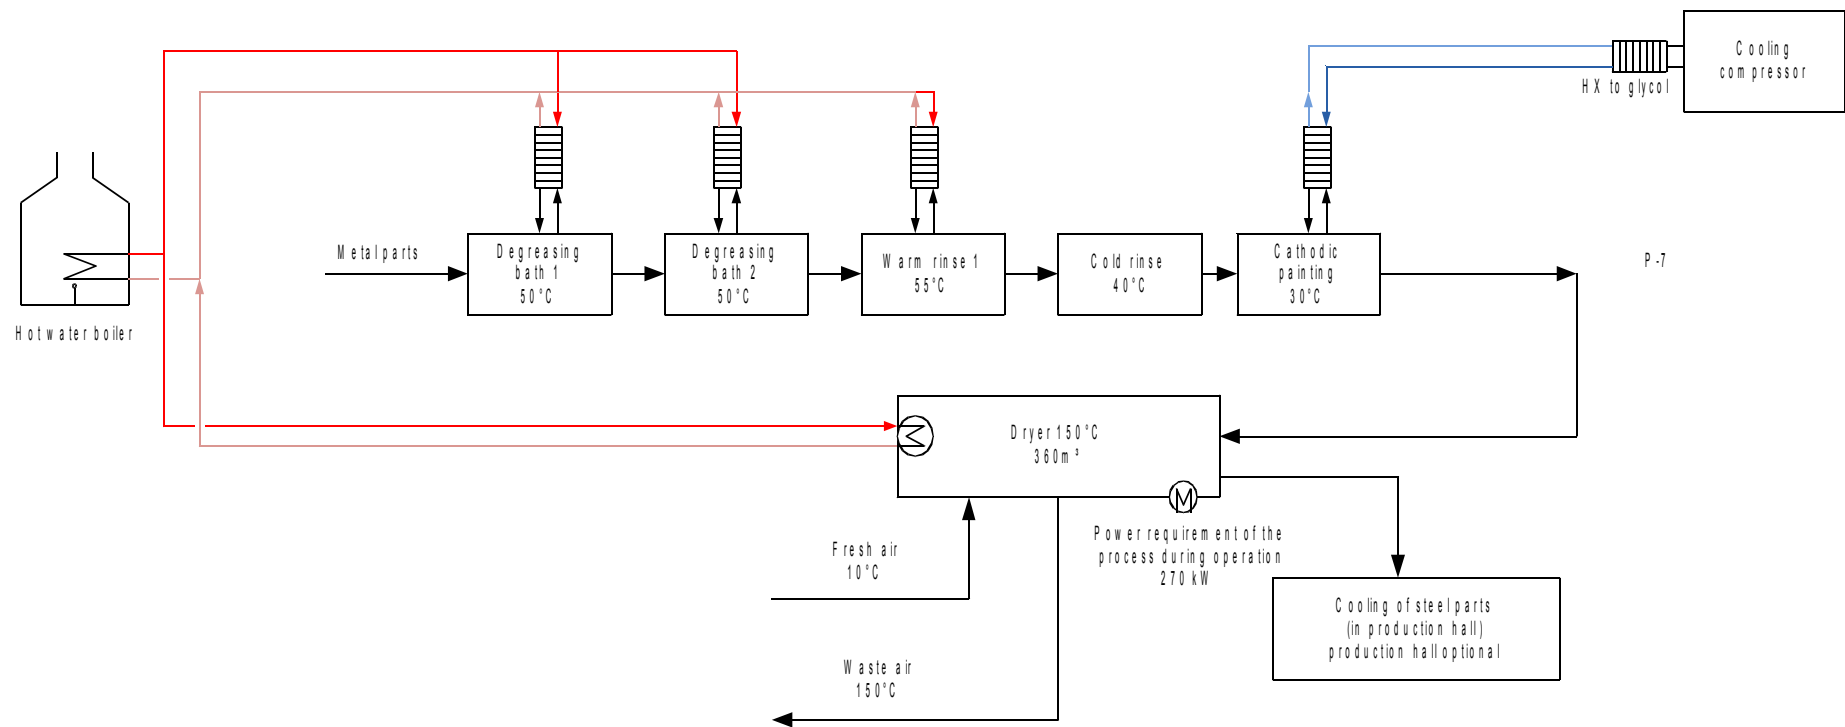 Cooling
compressor
HX to glycol
Metal parts
Degreasing
bath 1
50°C
Degreasing
bath 2
50°C
Warm rinse 1
55°C
Cold rinse
40°C
Cathodic
painting
30°C
P-7
Hot water boiler
Dryer 150°C
360m³
Fresh air
10°C
Power requirement of the
process during operation
270 kW
Cooling of steel parts
(in production hall)
production hall optional
Waste air
150°C